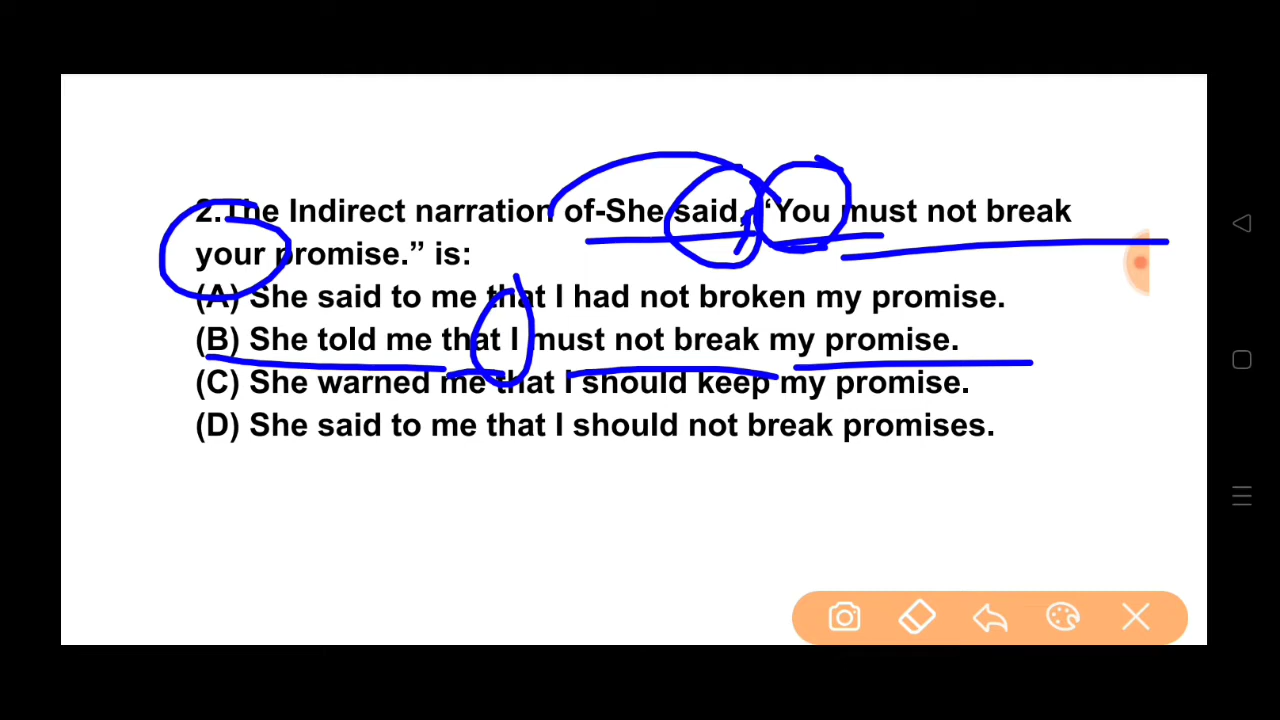 2.The Indirect narration of-She said, “You must not break
your promise.” is:
(A) She said to me that I had not broken my promise.
(B) She told me that I must not break my promise.
(C) She warned me that I should keep my promise.
(D) She said to me that I should not break promises.